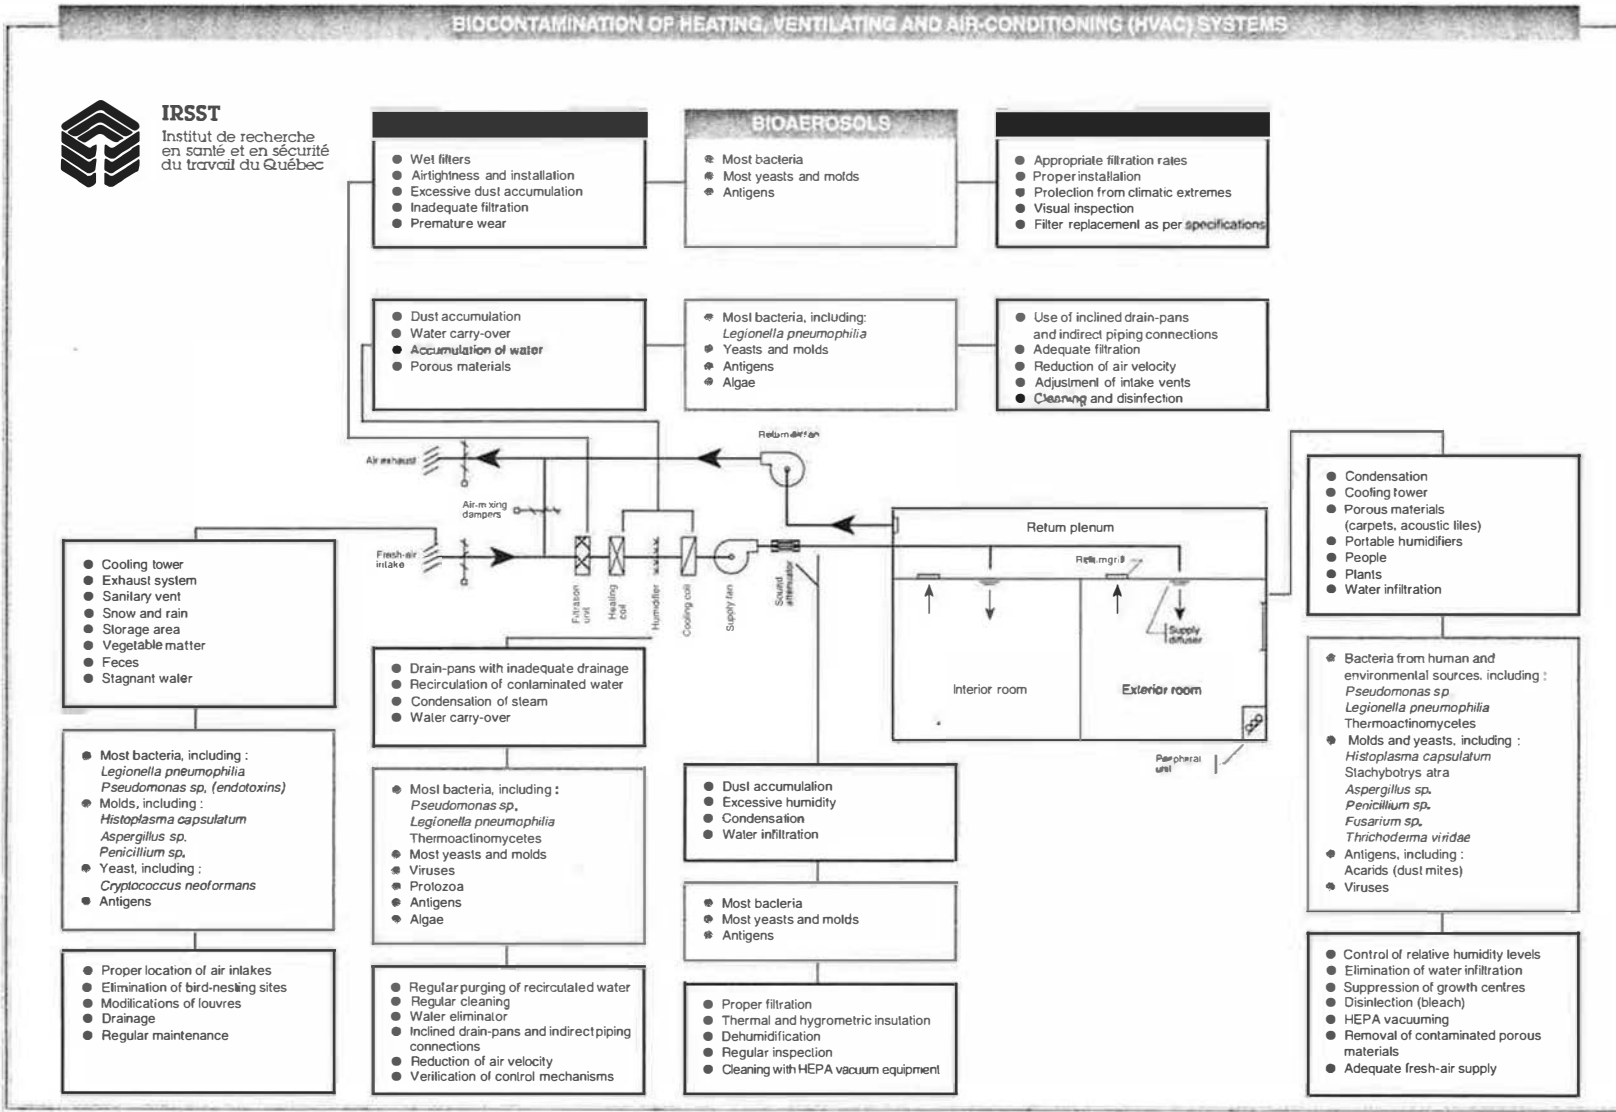 BIOCONTAMINATION OF HEATING, VENTILATING AND AIR-CONDITIONING (HVAC) SYSTEMS
IRSST
Institut de recherche
en santé et en sécurité
du travail du Québec
● Wet filters
● Airtightness and installation
● Excessive dust accumulation
● Inadequate filtration
● Premature wear
BIOAEROSOLS
● Most bacteria
● Most yeasts and molds
● Antigens
● Appropriate filtration rates
● Proper installation
● Protection from climatic extremes
● Visual inspection
● Filter replacement as per specifications
● Dust accumulation
● Water carry-over
● Accumulation of water
● Porous materials
● Most bacteria, including:
Legionella pneumophilia
● Yeasts and molds
● Antigens
● Algae
● Use of inclined drain-pans
and indirect piping connections
● Adequate filtration
● Reduction of air velocity
● Adjustment of intake vents
● Cleaning and disinfection
Return air fan
Air exhaust
Air-mixing
dampers
Fresh-air
intake
Filtration
unit
Heating
coil
Humidifier
Cooling coil
Supply fan
Sound
attenuator
Return plenum
Return grill
Supply
diffuser
Interior room
Exterior room
Peripheral
unit
● Cooling tower
● Exhaust system
● Sanitary vent
● Snow and rain
● Storage area
● Vegetable matter
● Feces
● Stagnant water
● Most bacteria, including :
Legionella pneumophilia
Pseudomonas sp. (endotoxins)
● Molds, including :
Histoplasma capsulatum
Aspergillus sp.
Penicillium sp.
● Yeast, including :
Cryptococcus neoformans
● Antigens
● Proper location of air intakes
● Elimination of bird-nesting sites
● Modifications of louvres
● Drainage
● Regular maintenance
● Drain-pans with inadequate drainage
● Recirculation of contaminated water
● Condensation of steam
● Water carry-over
● Most bacteria, including :
Pseudomonas sp.
Legionella pneumophilia
Thermoactinomycetes
● Most yeasts and molds
● Viruses
● Protozoa
● Antigens
● Algae
● Regular purging of recirculated water
● Regular cleaning
● Water eliminator
● Inclined drain-pans and indirect piping
connections
● Reduction of air velocity
● Verification of control mechanisms
● Dust accumulation
● Excessive humidity
● Condensation
● Water infiltration
● Most bacteria
● Most yeasts and molds
● Antigens
● Proper filtration
● Thermal and hygrometric insulation
● Dehumidification
● Regular inspection
● Cleaning with HEPA vacuum equipment
● Condensation
● Cooling tower
● Porous materials
(carpets, acoustic tiles)
● Portable humidifiers
● People
● Plants
● Water infiltration
● Bacteria from human and
environmental sources, including :
Pseudomonas sp
Legionella pneumophilia
Thermoactinomyceles
● Molds and yeasts, including :
Histoplasma capsulatum
Stachybotrys atra
Aspergillus sp.
Penicillium sp.
Fusarium sp.
Thrichoderma viridae
● Antigens, including :
Acarids (dust mites)
● Viruses
● Control of relative humidity levels
● Elimination of water infiltration
● Suppression of growth centres
● Disinfection (bleach)
● HEPA vacuuming
● Removal of contaminated porous
materials
● Adequate fresh-air supply